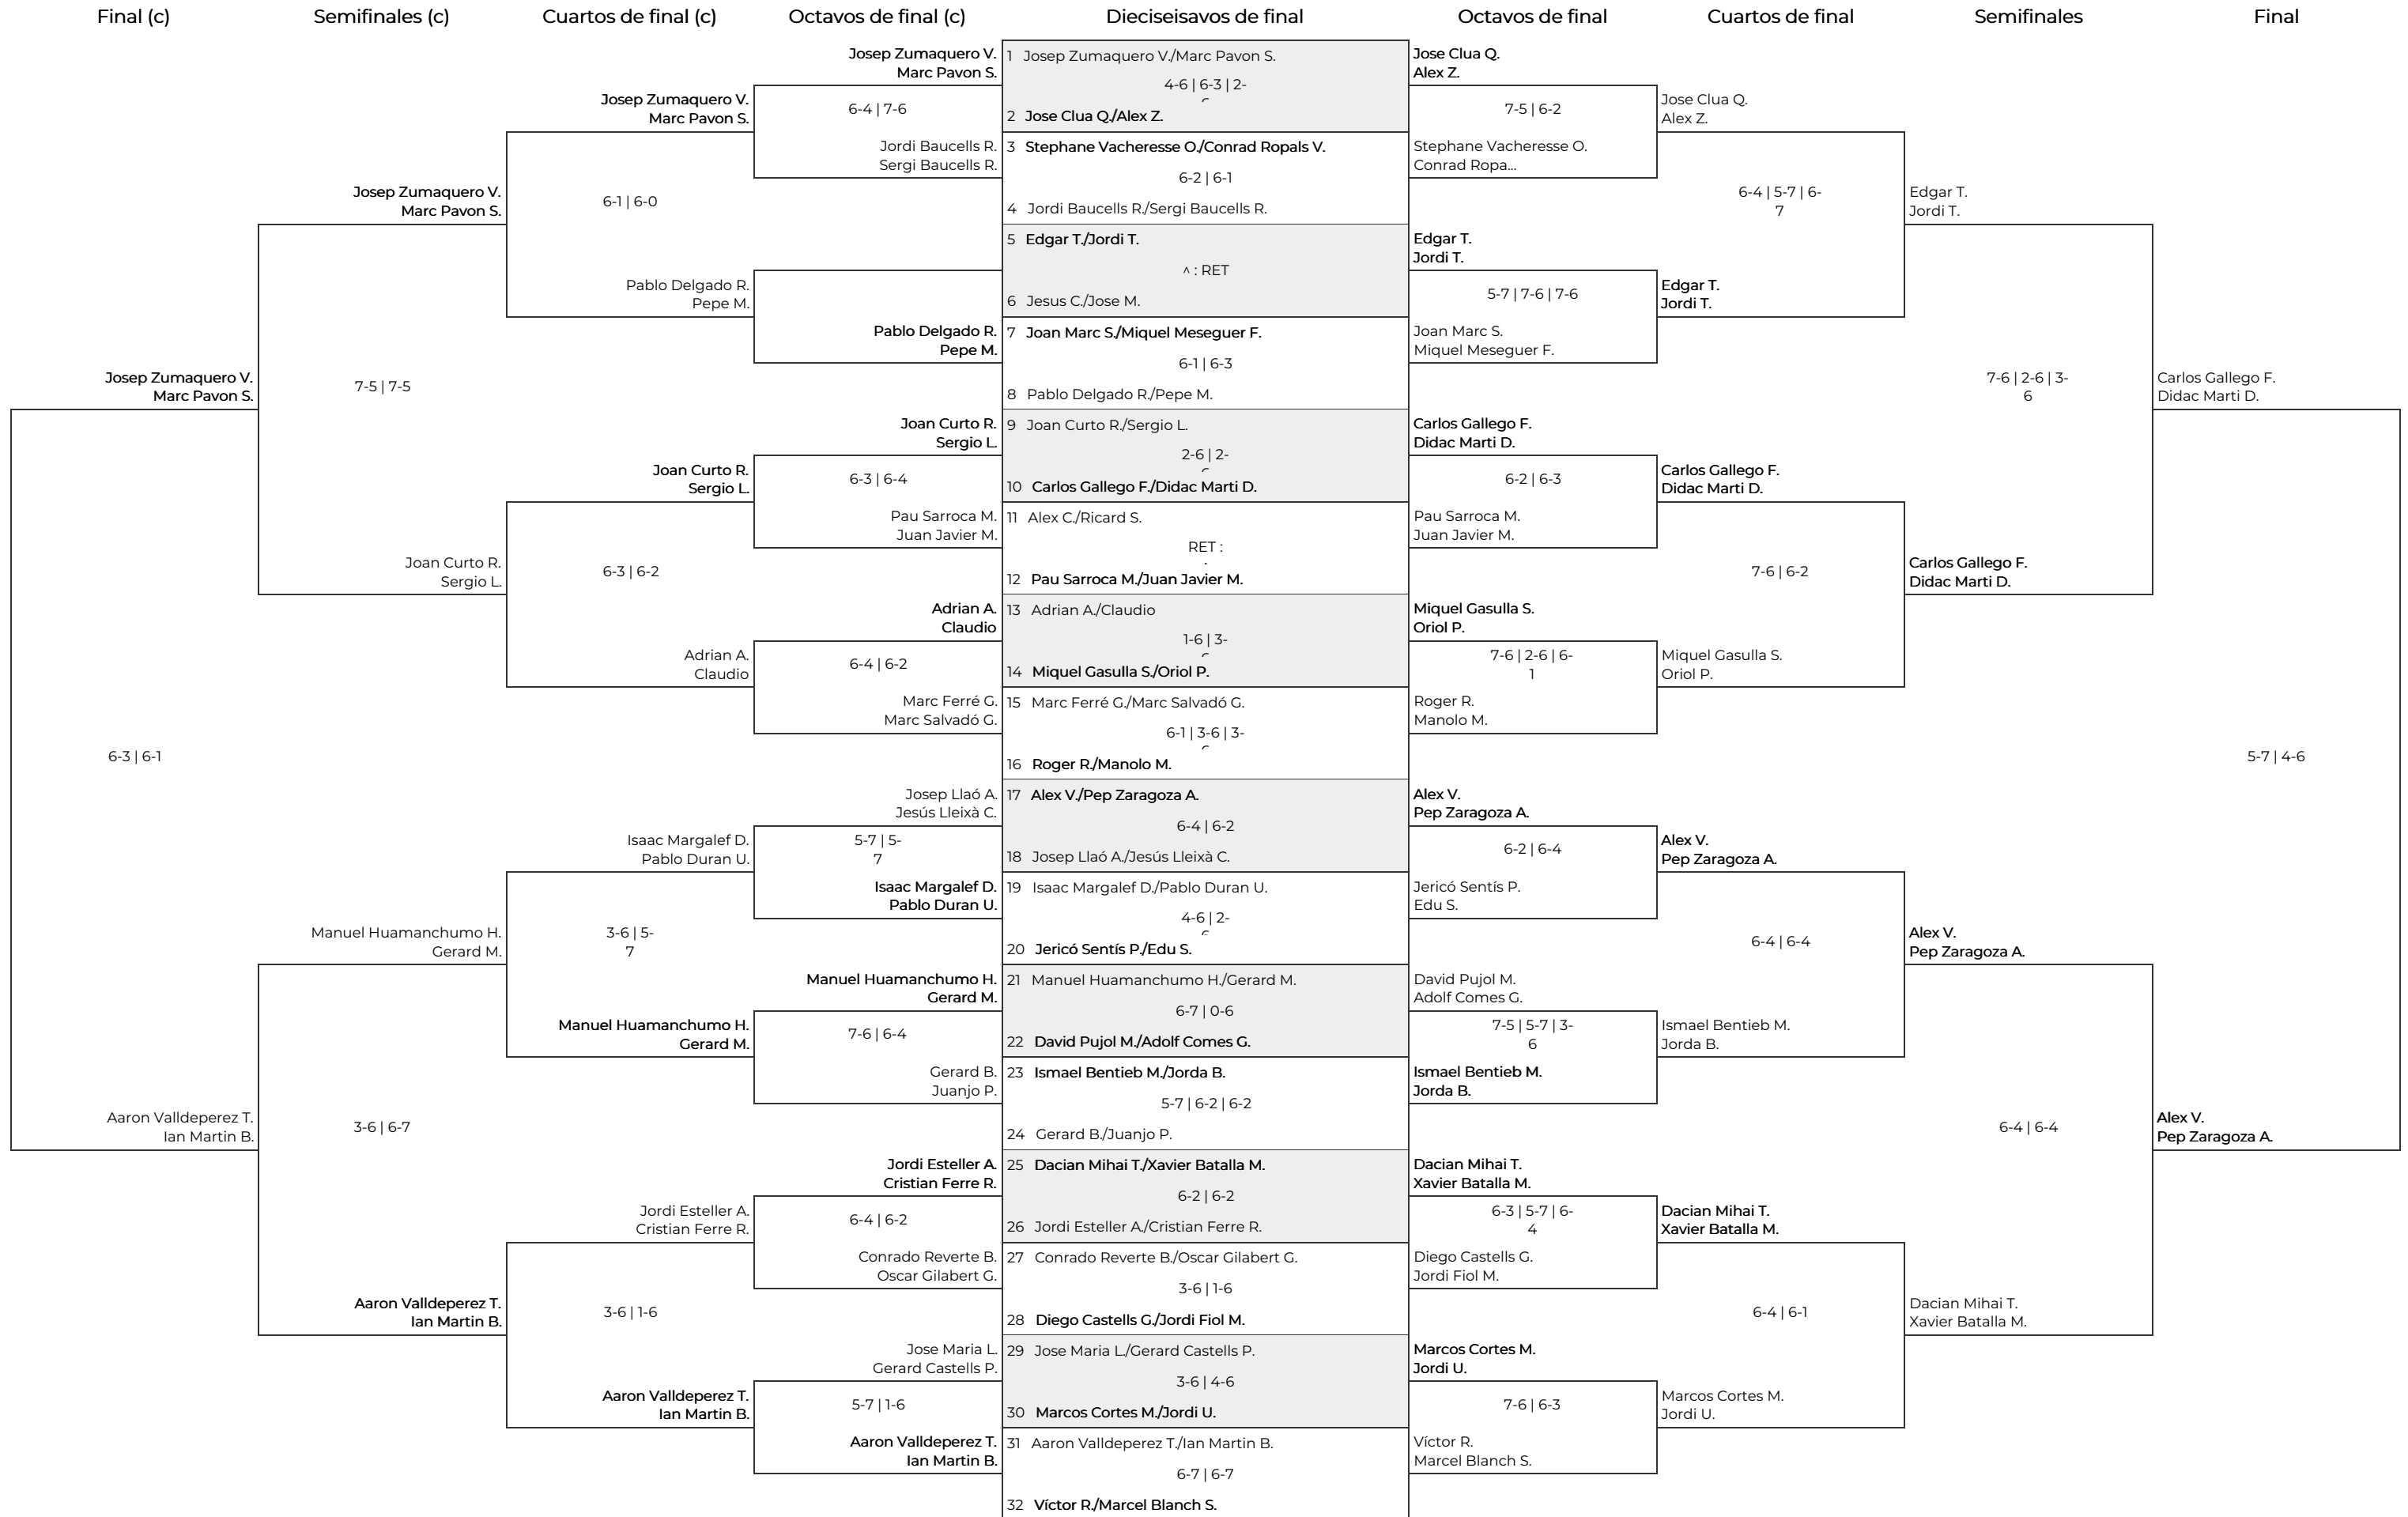 Final (c)
Semifinales (c)
Cuartos de final (c)
Octavos de final (c)
Dieciseisavos de final
Octavos de final
Cuartos de final
Semifinales
Final
Josep Zumaquero V.
Marc Pavon S.
6-3 | 6-1
Aaron Valldeperez T.
Ian Martin B.
Josep Zumaquero V.
Marc Pavon S.
7-5 | 7-5
Joan Curto R.
Sergio L.
Manuel Huamanchumo H.
Gerard M.
3-6 | 6-7
Aaron Valldeperez T.
Ian Martin B.
Josep Zumaquero V.
Marc Pavon S.
6-1 | 6-0
Pablo Delgado R.
Pepe M.
Joan Curto R.
Sergio L.
6-3 | 6-2
Adrian A.
Claudio
Isaac Margalef D.
Pablo Duran U.
3-6 | 5-
7
Manuel Huamanchumo H.
Gerard M.
Jordi Esteller A.
Cristian Ferre R.
3-6 | 1-6
Aaron Valldeperez T.
Ian Martin B.
Josep Zumaquero V.
Marc Pavon S.
6-4 | 7-6
Jordi Baucells R.
Sergi Baucells R.
Pablo Delgado R.
Pepe M.
Joan Curto R.
Sergio L.
6-3 | 6-4
Pau Sarroca M.
Juan Javier M.
Adrian A.
Claudio
6-4 | 6-2
Marc Ferré G.
Marc Salvadó G.
Josep Llaó A.
Jesús Lleixà C.
5-7 | 5-
7
Isaac Margalef D.
Pablo Duran U.
Manuel Huamanchumo H.
Gerard M.
7-6 | 6-4
Gerard B.
Juanjo P.
Jordi Esteller A.
Cristian Ferre R.
6-4 | 6-2
Conrado Reverte B.
Oscar Gilabert G.
Jose Maria L.
Gerard Castells P.
5-7 | 1-6
Aaron Valldeperez T.
Ian Martin B.
1 Josep Zumaquero V./Marc Pavon S.
4-6 | 6-3 | 2-
2 Jose Clua Q./Alex Z.
3 Stephane Vacheresse O./Conrad Ropals V.
6-2 | 6-1
4 Jordi Baucells R./Sergi Baucells R.
5 Edgar T./Jordi T.
^ : RET
6 Jesus C./Jose M.
7 Joan Marc S./Miquel Meseguer F.
6-1 | 6-3
8 Pablo Delgado R./Pepe M.
9 Joan Curto R./Sergio L.
2-6 | 2-
10 Carlos Gallego F./Didac Marti D.
11 Alex C./Ricard S.
RET :
12 Pau Sarroca M./Juan Javier M.
13 Adrian A./Claudio
1-6 | 3-
14 Miquel Gasulla S./Oriol P.
15 Marc Ferré G./Marc Salvadó G.
6-1 | 3-6 | 3-
16 Roger R./Manolo M.
17 Alex V./Pep Zaragoza A.
6-4 | 6-2
18 Josep Llaó A./Jesús Lleixà C.
19 Isaac Margalef D./Pablo Duran U.
4-6 | 2-
20 Jericó Sentís P./Edu S.
21 Manuel Huamanchumo H./Gerard M.
6-7 | 0-6
22 David Pujol M./Adolf Comes G.
23 Ismael Bentieb M./Jorda B.
5-7 | 6-2 | 6-2
24 Gerard B./Juanjo P.
25 Dacian Mihai T./Xavier Batalla M.
6-2 | 6-2
26 Jordi Esteller A./Cristian Ferre R.
27 Conrado Reverte B./Oscar Gilabert G.
3-6 | 1-6
28 Diego Castells G./Jordi Fiol M.
29 Jose Maria L./Gerard Castells P.
3-6 | 4-6
30 Marcos Cortes M./Jordi U.
31 Aaron Valldeperez T./Ian Martin B.
6-7 | 6-7
32 Víctor R./Marcel Blanch S.
Jose Clua Q.
Alex Z.
7-5 | 6-2
Stephane Vacheresse O.
Conrad Ropa...
Edgar T.
Jordi T.
5-7 | 7-6 | 7-6
Joan Marc S.
Miquel Meseguer F.
Carlos Gallego F.
Didac Marti D.
6-2 | 6-3
Pau Sarroca M.
Juan Javier M.
Miquel Gasulla S.
Oriol P.
7-6 | 2-6 | 6-
1
Roger R.
Manolo M.
Alex V.
Pep Zaragoza A.
6-2 | 6-4
Jericó Sentís P.
Edu S.
David Pujol M.
Adolf Comes G.
7-5 | 5-7 | 3-
6
Ismael Bentieb M.
Jorda B.
Dacian Mihai T.
Xavier Batalla M.
6-3 | 5-7 | 6-
4
Diego Castells G.
Jordi Fiol M.
Marcos Cortes M.
Jordi U.
7-6 | 6-3
Víctor R.
Marcel Blanch S.
Jose Clua Q.
Alex Z.
6-4 | 5-7 | 6-
7
Edgar T.
Jordi T.
Carlos Gallego F.
Didac Marti D.
7-6 | 6-2
Miquel Gasulla S.
Oriol P.
Alex V.
Pep Zaragoza A.
6-4 | 6-4
Ismael Bentieb M.
Jorda B.
Dacian Mihai T.
Xavier Batalla M.
6-4 | 6-1
Marcos Cortes M.
Jordi U.
Edgar T.
Jordi T.
7-6 | 2-6 | 3-
6
Carlos Gallego F.
Didac Marti D.
Alex V.
Pep Zaragoza A.
6-4 | 6-4
Dacian Mihai T.
Xavier Batalla M.
Carlos Gallego F.
Didac Marti D.
5-7 | 4-6
Alex V.
Pep Zaragoza A.